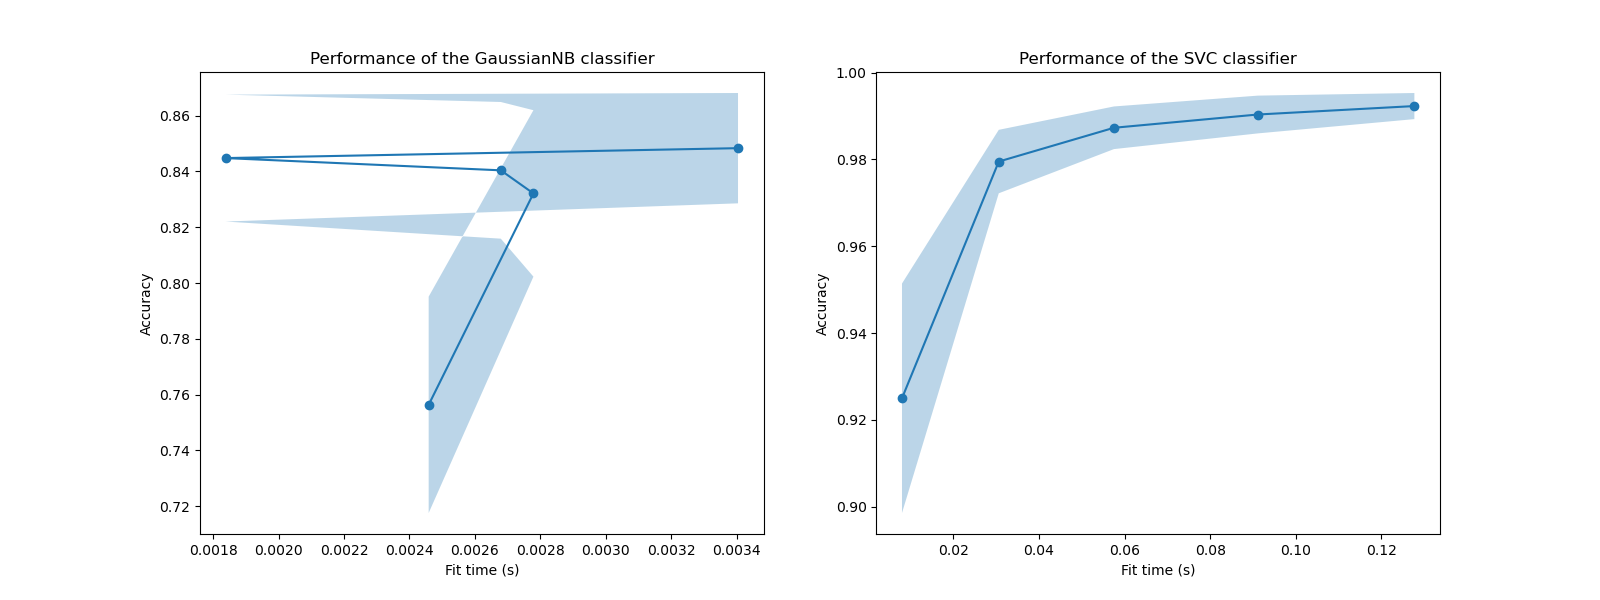 Performance of the GaussianNB classifier
Accuracy
0.86
0.84
0.82
0.80
0.78
0.76
0.74
0.72
0.0018 0.0020 0.0022 0.0024 0.0026 0.0028 0.0030 0.0032 0.0034
Fit time (s)
Performance of the SVC classifier
Accuracy
1.00
0.98
0.96
0.94
0.92
0.90
0.02 0.04 0.06 0.08 0.10 0.12
Fit time (s)